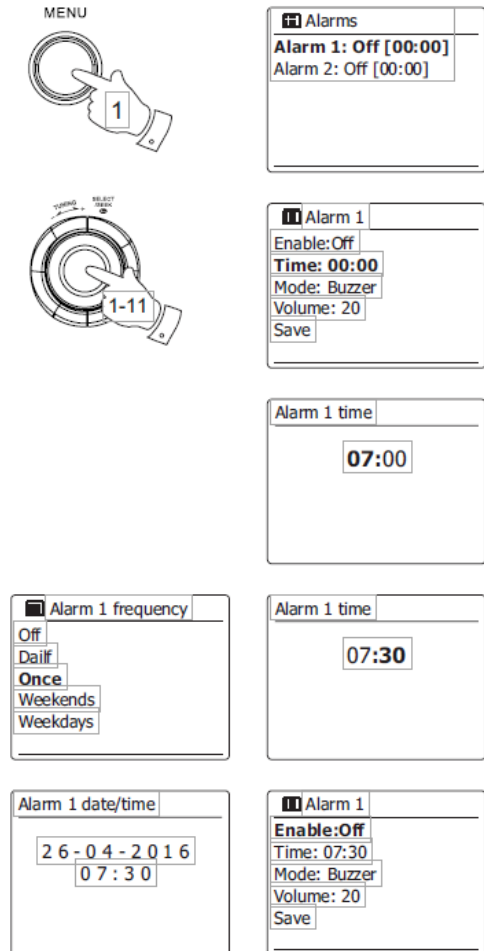 MENU
1
Alarms
Alarm 1: Off [00:00]
Alarm 2: Off [00:00]
TUNING
SELECT
/SEEK
1-11
Alarm 1
Enable:Off
Time: 00:00
Mode: Buzzer
Volume: 20
Save
Alarm 1 time
07:00
Alarm 1 frequency
Off
Dailf
Once
Weekends
Weekdays
Alarm 1 time
07:30
Alarm 1 date/time
26-04-2016
07:30
Alarm 1
Enable:Off
Time: 07:30
Mode: Buzzer
Volume: 20
Save